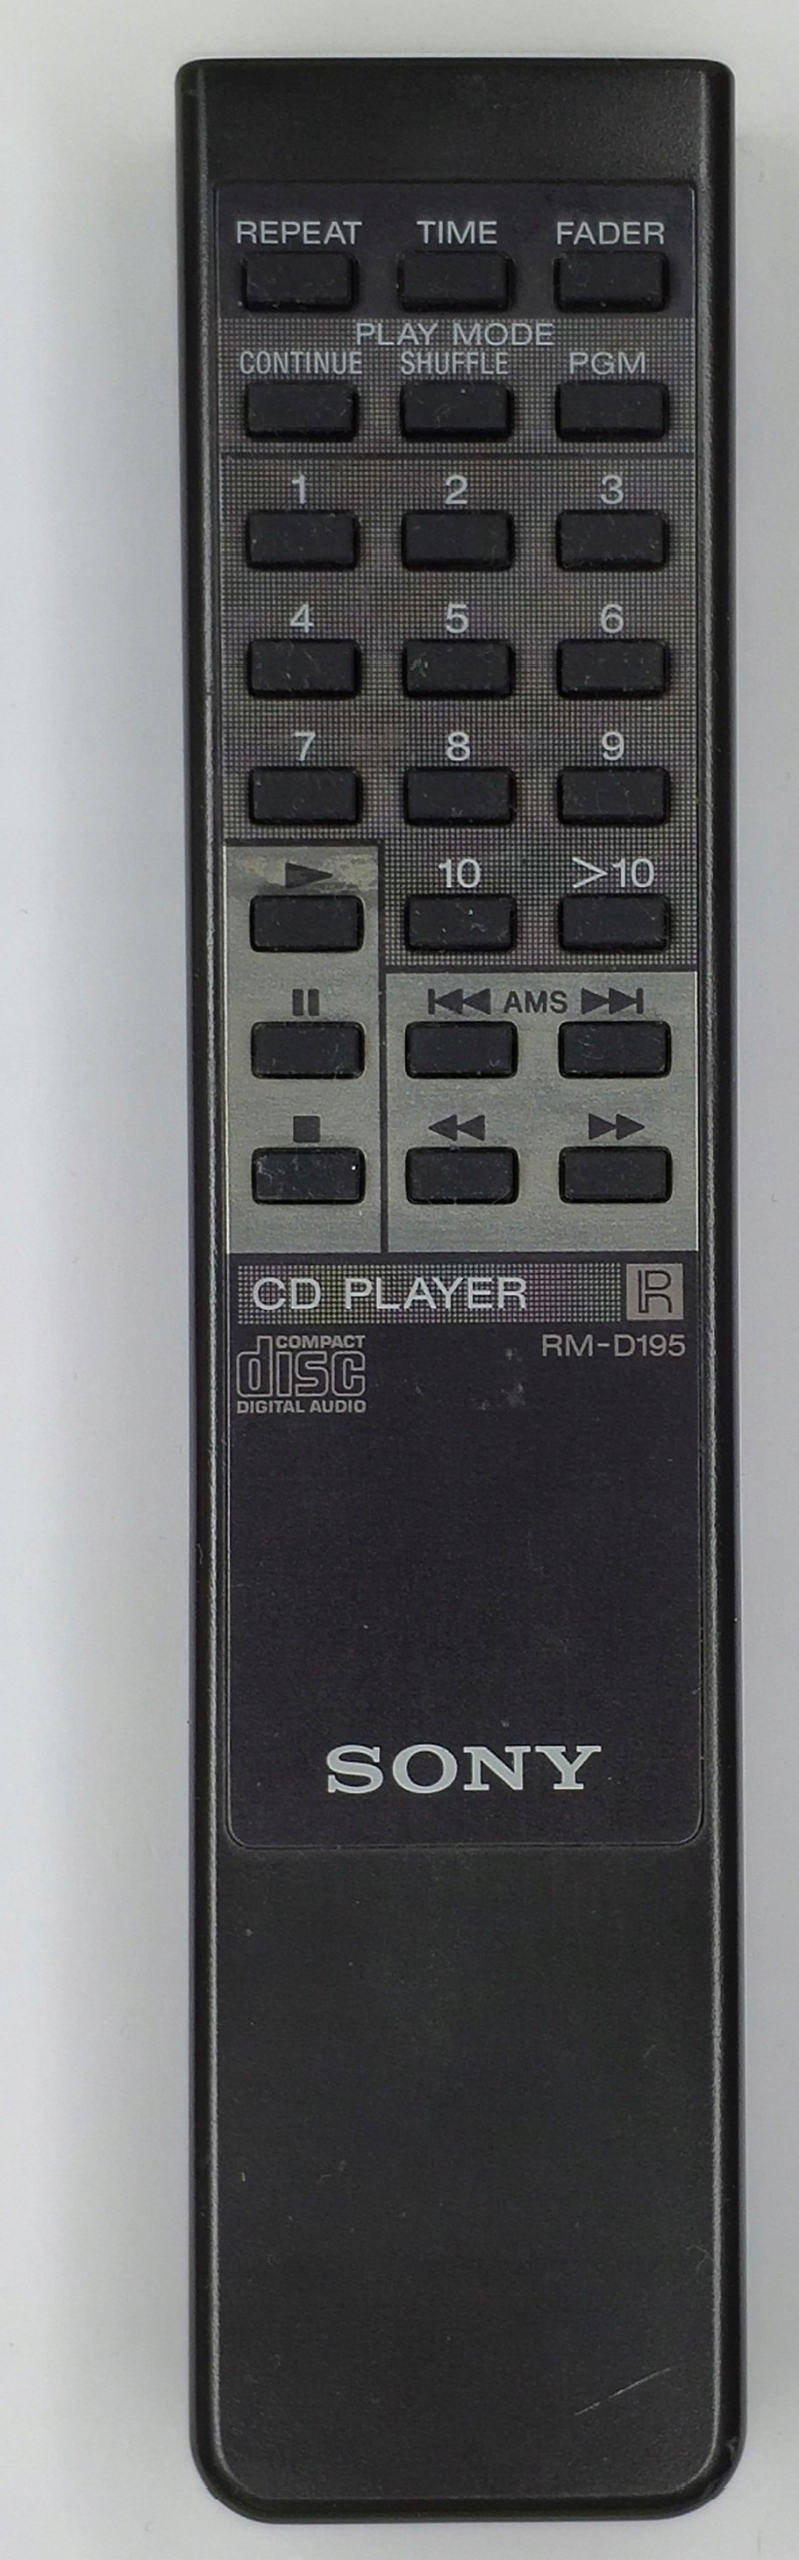 REPEAT TIME FADER
PLAY MODE
CONTINUE SHUFFLE PGM
1 2 3
4 5 6
7 8 9
10 >10
AMS
CD PLAYER R
COMPACT
disc
DIGITAL AUDIO
RM-D195
SONY